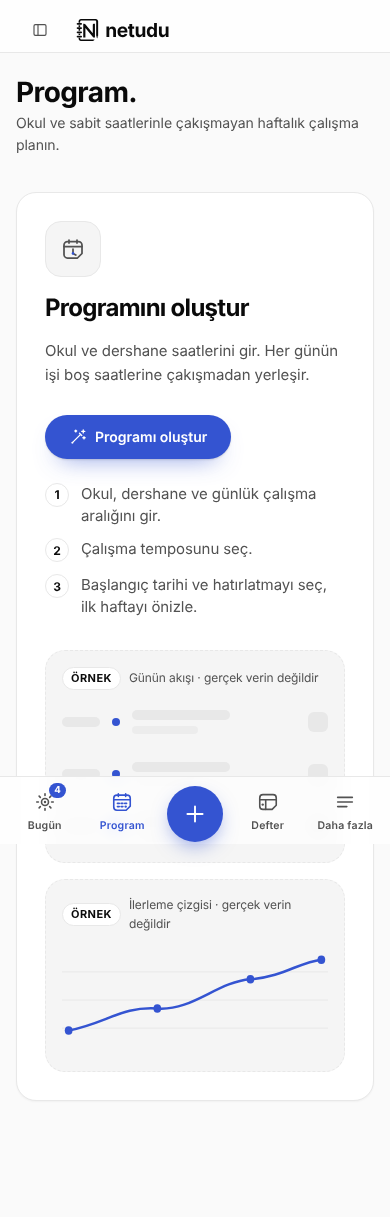 netudu
Program.
Okul ve sabit saatlerinle çakışmayan haftalık çalışma
planın.
Programını oluştur
Okul ve dershane saatlerini gir. Her günün
işi boş saatlerine çakışmadan yerleşir.
Programı oluştur
1 Okul, dershane ve günlük çalışma
aralığını gir.
2 Çalışma temposunu seç.
3 Başlangıç tarihi ve hatırlatmayı seç,
ilk haftayı önizle.
ÖRNEK Günün akışı · gerçek verin değildir
4
Bugün Program Defter Daha fazla
ÖRNEK İlerleme çizgisi · gerçek verin
değildir